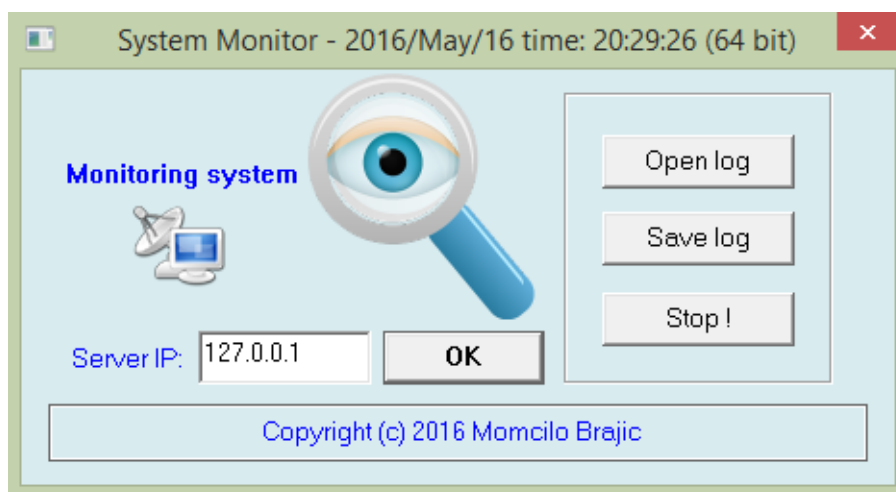 System Monitor - 2016/May/16 time: 20:29:26 (64 bit)
Monitoring system
Open log
Save log
Stop !
Server IP: 127.0.0.1 OK
Copyright (c) 2016 Momcilo Brajic